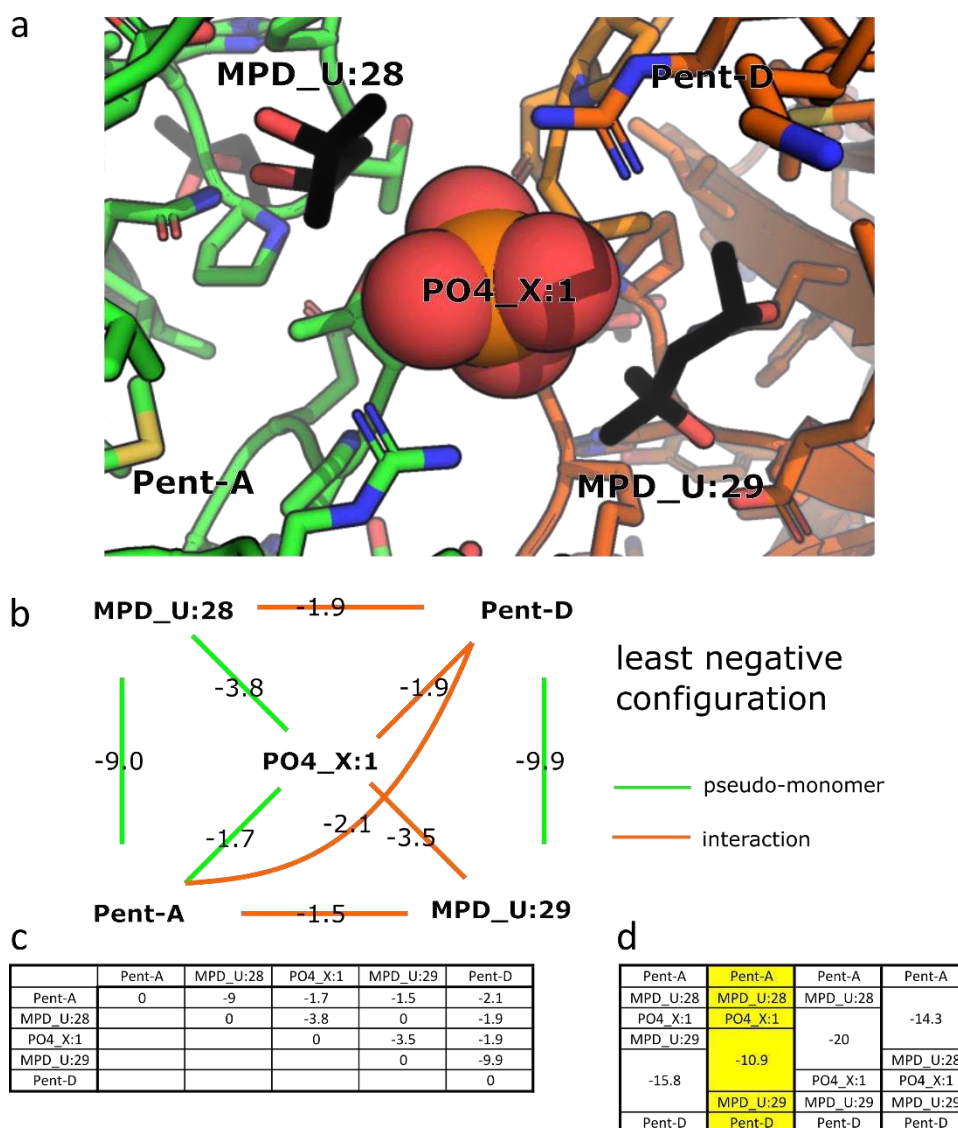 a
MPD_U:28
Pent-D
PO4_X:1
Pent-A
MPD_U:29
b
MPD_U:28 -1.9 Pent-D
least negative
configuration
-3.8 -1.9
-9.0 PO4_X:1 -9.9
pseudo-monomer
-1.7 -2.1 -3.5
interaction
Pent-A -1.5 MPD_U:29
c
Pent-A MPD_U:28 PO4_X:1 MPD_U:29 Pent-D
Pent-A 0 -9 -1.7 -1.5 -2.1
MPD_U:28 0 -3.8 0 -1.9
PO4_X:1 0 -3.5 -1.9
MPD_U:29 0 -9.9
Pent-D 0
d
Pent-A Pent-A Pent-A Pent-A
MPD_U:28 MPD_U:28 MPD_U:28
PO4_X:1 PO4_X:1 -14.3
MPD_U:29 -20
-10.9 MPD_U:28
-15.8 PO4_X:1 PO4_X:1
MPD_U:29 MPD_U:29 MPD_U:29
Pent-D Pent-D Pent-D Pent-D